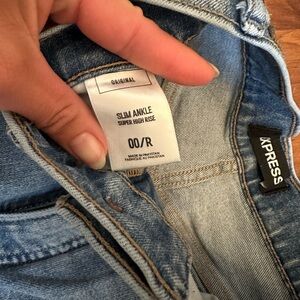 ORIGINAL
SLIM ANKLE
SUPER HIGH RISE
00/R
MADE IN PAKISTAN
FABRIQUÉ AU PAKISTAN
XPRESS